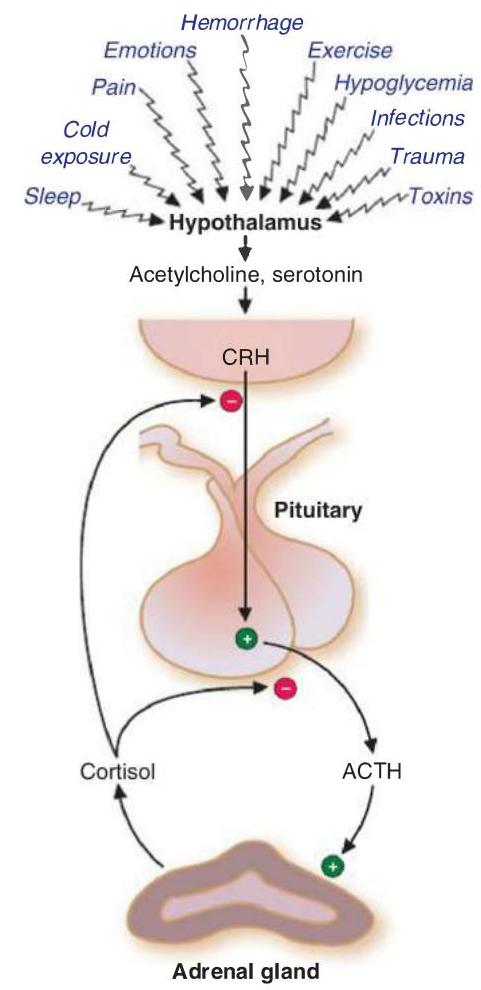 Hemorrhage
Emotions
Exercise
Pain
Hypoglycemia
Cold
exposure
Infections
Trauma
Sleep
Toxins
Hypothalamus
Acetylcholine, serotonin
CRH
−
Pituitary
+
−
Cortisol
ACTH
+
Adrenal gland